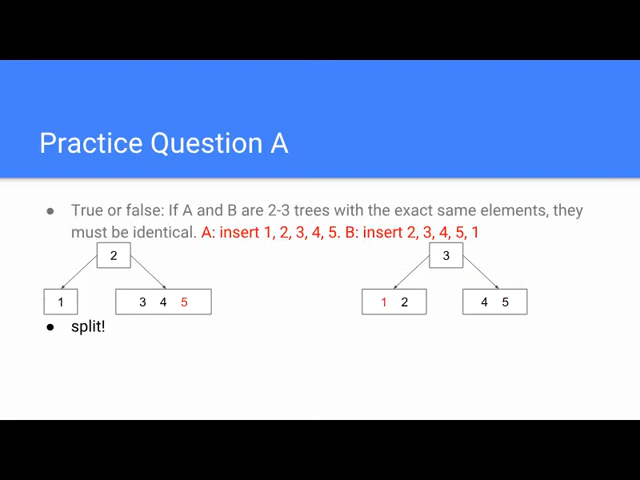 Practice Question A
● True or false: If A and B are 2-3 trees with the exact same elements, they
must be identical. A: insert 1, 2, 3, 4, 5. B: insert 2, 3, 4, 5, 1
2 3
1 3 4 5 1 2 4 5
● split!